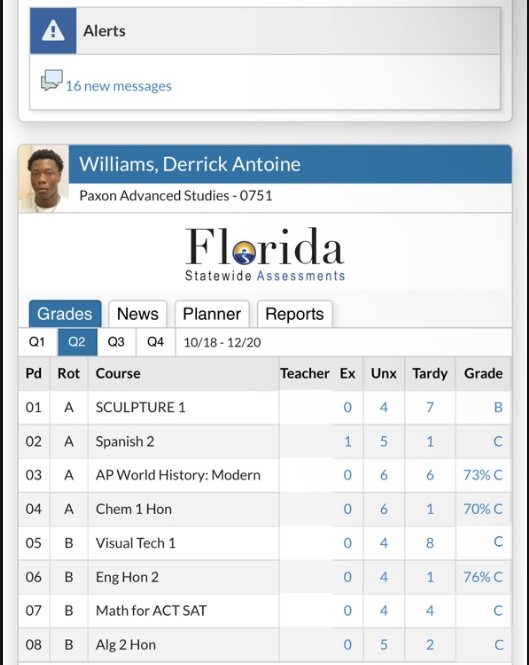 Alerts
16 new messages
Williams, Derrick Antoine
Paxon Advanced Studies - 0751
Florida
Statewide Assessments
Grades News Planner Reports
Q1 Q2 Q3 Q4 10/18 - 12/20
Pd Rot Course Teacher Ex Unx Tardy Grade
01 A SCULPTURE 1 0 4 7 B
02 A Spanish 2 1 5 1 C
03 A AP World History: Modern 0 6 6 73% C
04 A Chem 1 Hon 0 6 1 70% C
05 B Visual Tech 1 0 4 8 C
06 B Eng Hon 2 0 4 1 76% C
07 B Math for ACT SAT 0 4 4 C
08 B Alg 2 Hon 0 5 2 C